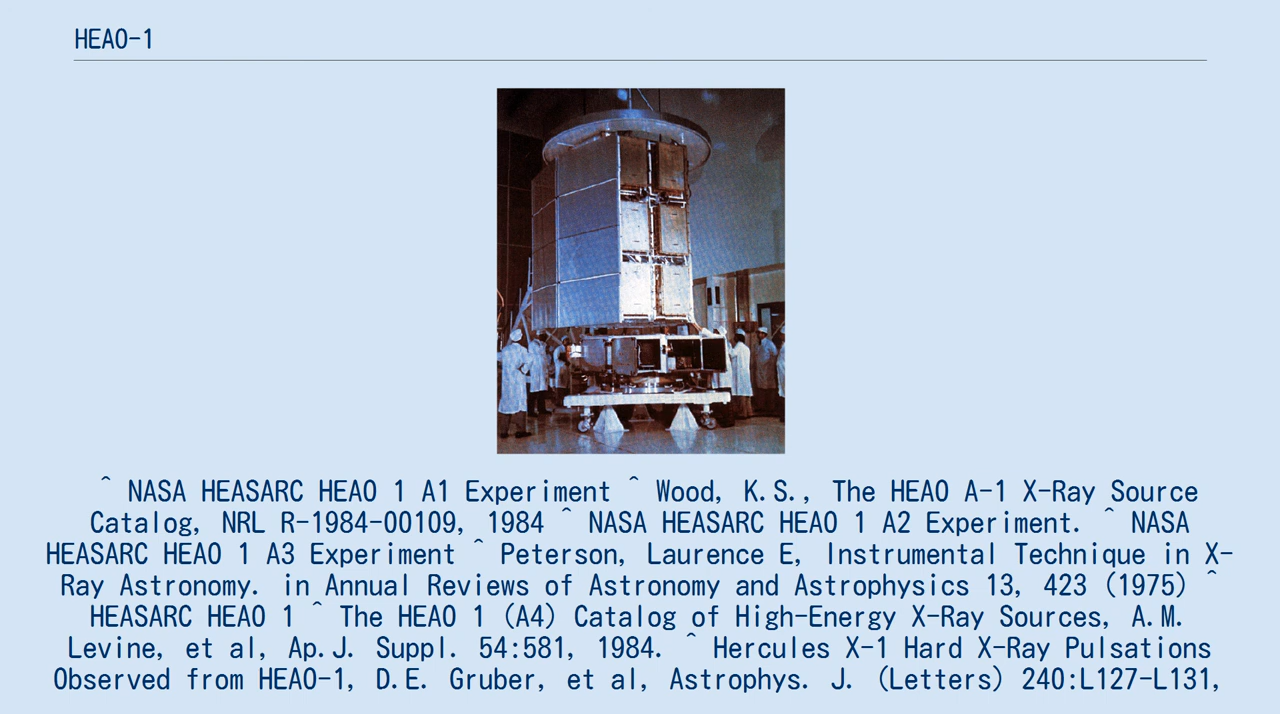 HEAO-1
^ NASA HEASARC HEAO 1 A1 Experiment ^ Wood, K.S., The HEAO A-1 X-Ray Source
Catalog, NRL R-1984-00109, 1984 ^ NASA HEASARC HEAO 1 A2 Experiment. ^ NASA
HEASARC HEAO 1 A3 Experiment ^ Peterson, Laurence E, Instrumental Technique in X-
Ray Astronomy. in Annual Reviews of Astronomy and Astrophysics 13, 423 (1975) ^
HEASARC HEAO 1 ^ The HEAO 1 (A4) Catalog of High-Energy X-Ray Sources, A.M.
Levine, et al, Ap.J. Suppl. 54:581, 1984. ^ Hercules X-1 Hard X-Ray Pulsations
Observed from HEAO-1, D.E. Gruber, et al, Astrophys. J. (Letters) 240:L127-L131,